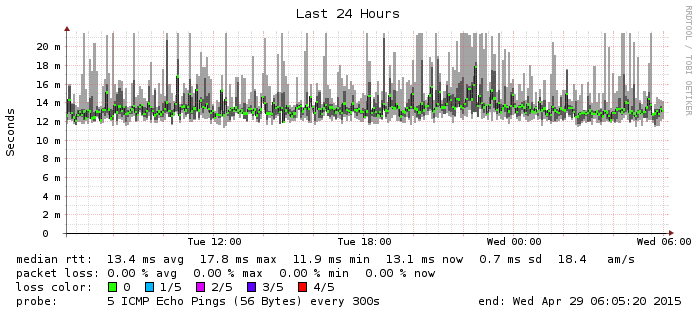 Last 24 Hours
RRDTOOL / TOBI OETIKER
Seconds
20 m
18 m
16 m
14 m
12 m
10 m
8 m
6 m
4 m
2 m
0
Tue 12:00 Tue 18:00 Wed 00:00 Wed 06:00
median rtt: 13.4 ms avg 17.8 ms max 11.9 ms min 13.1 ms now 0.7 ms sd 18.4 am/s
packet loss: 0.00 % avg 0.00 % max 0.00 % min 0.00 % now
loss color: 0 1/5 2/5 3/5 4/5
probe: 5 ICMP Echo Pings (56 Bytes) every 300s end: Wed Apr 29 06:05:20 2015